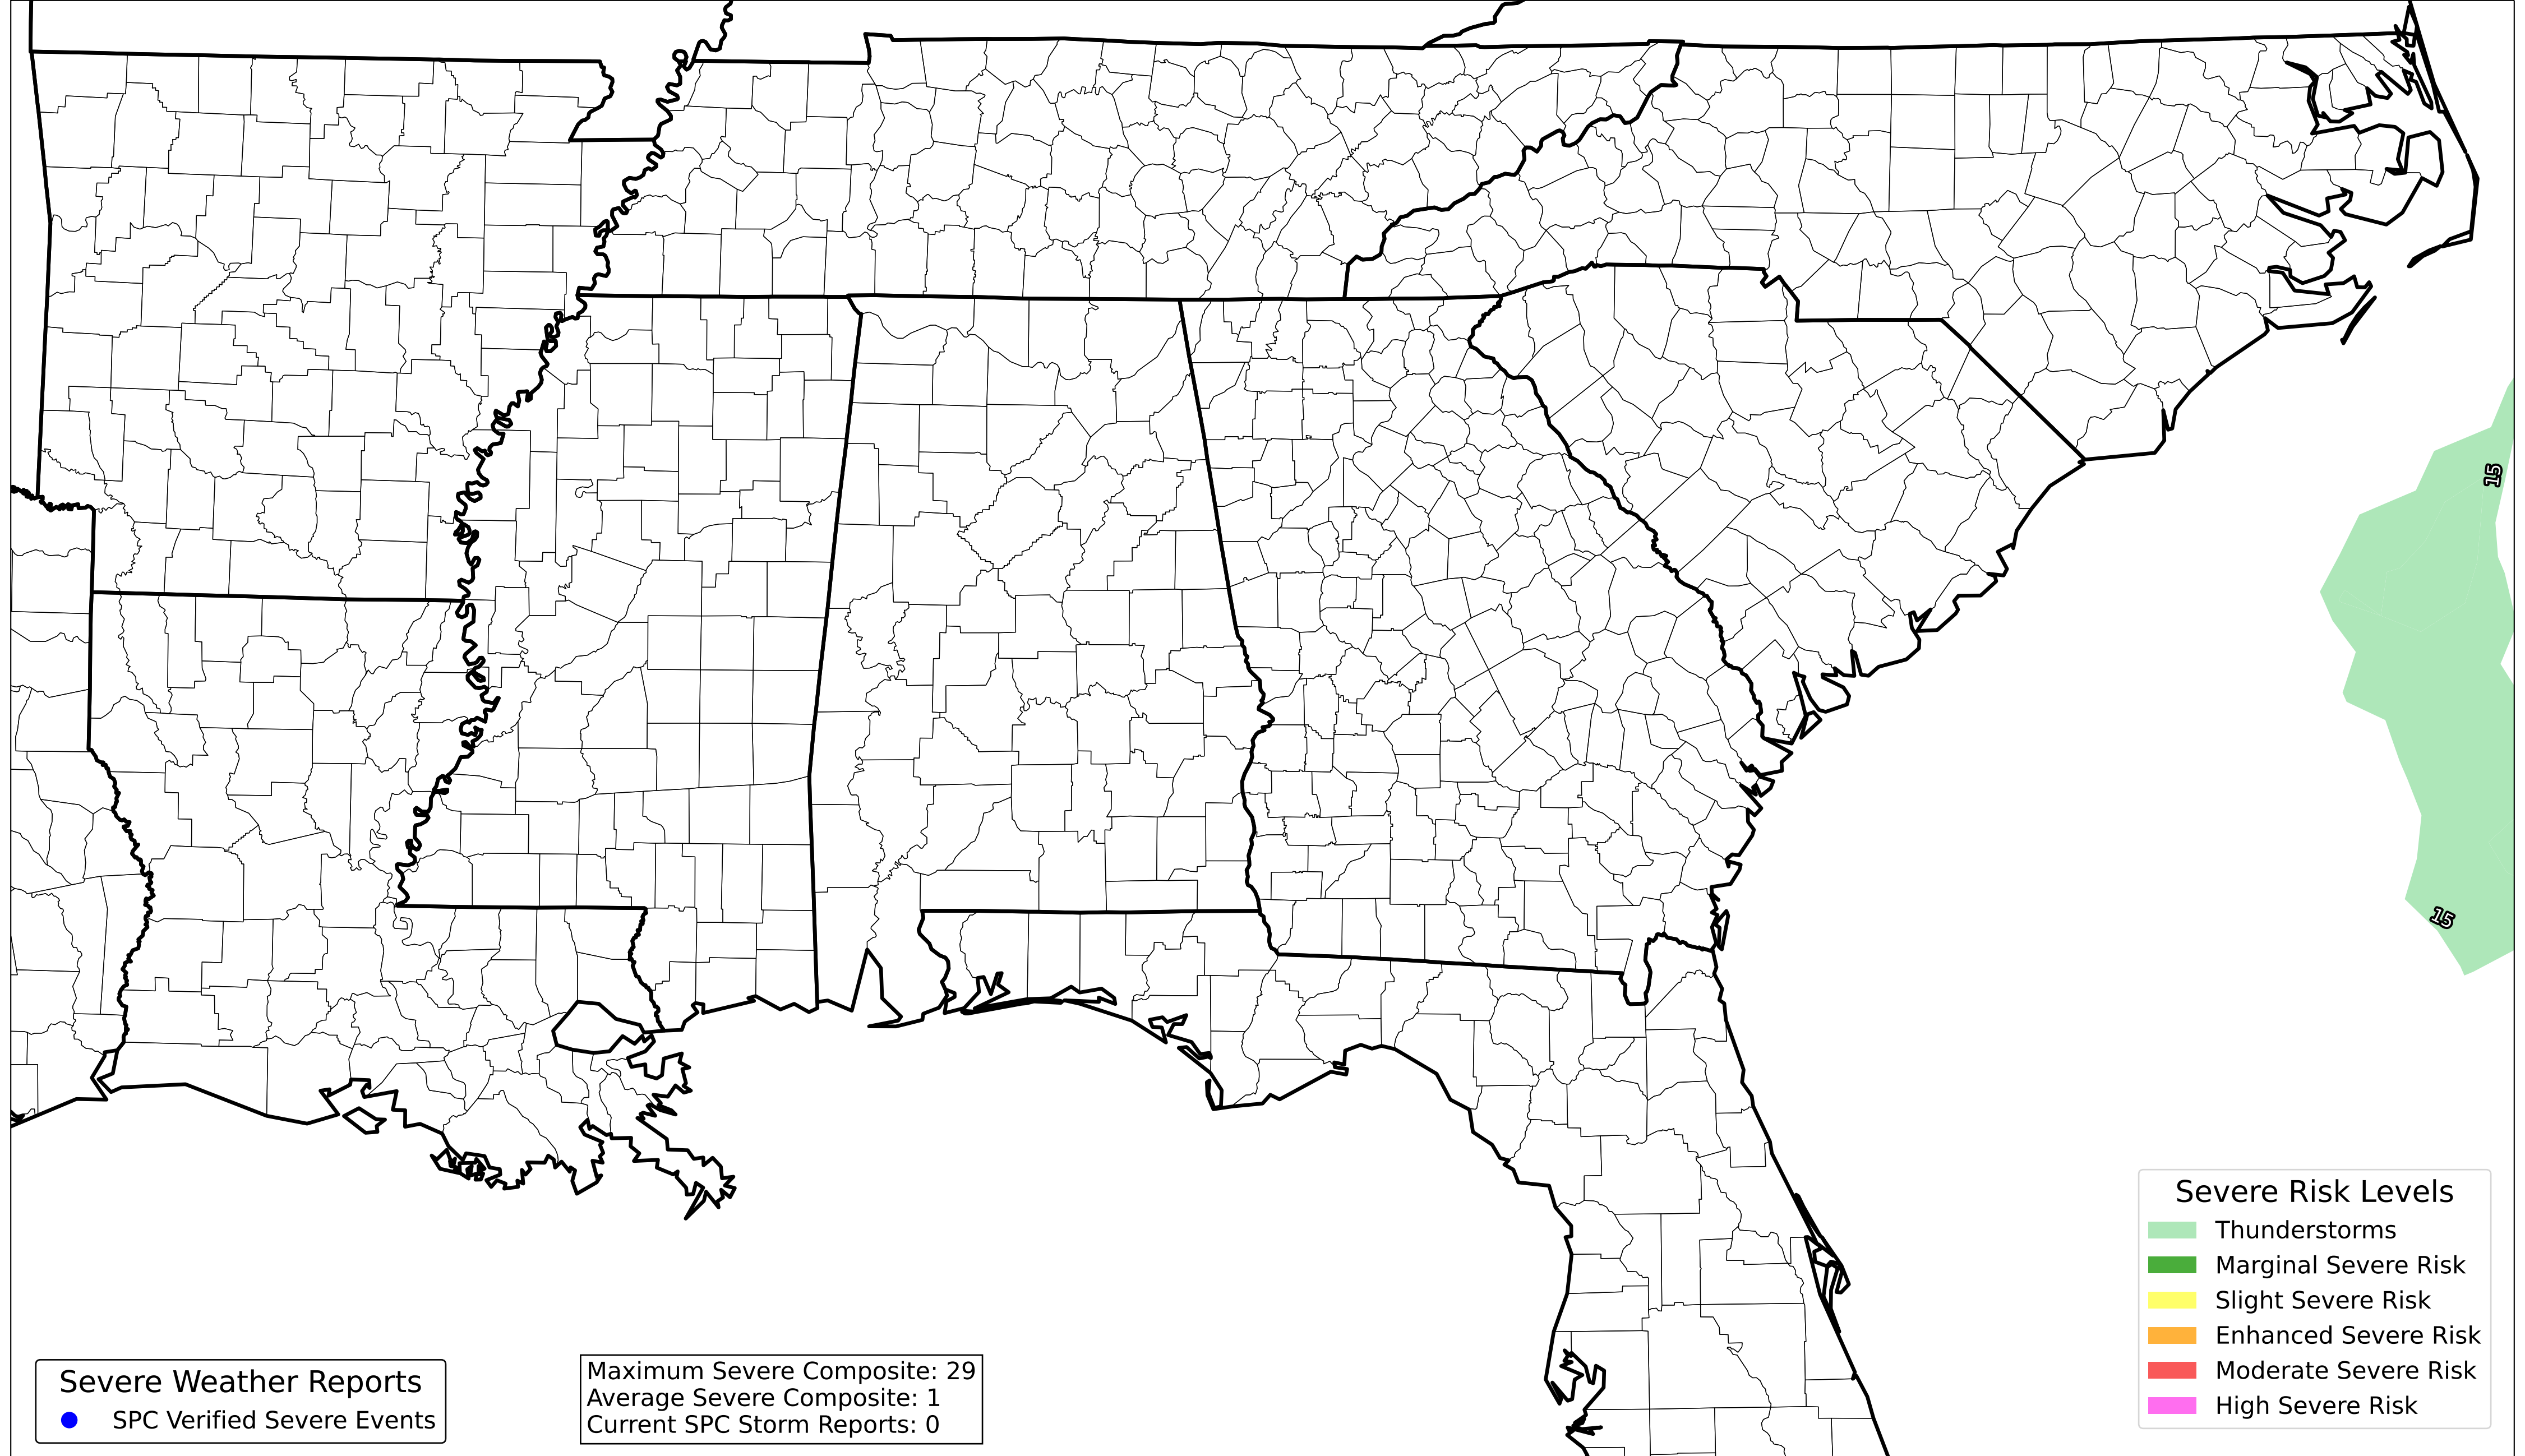 15
15
Severe Risk Levels
Thunderstorms
Marginal Severe Risk
Slight Severe Risk
Enhanced Severe Risk
Moderate Severe Risk
High Severe Risk
Severe Weather Reports
SPC Verified Severe Events
Maximum Severe Composite: 29
Average Severe Composite: 1
Current SPC Storm Reports: 0